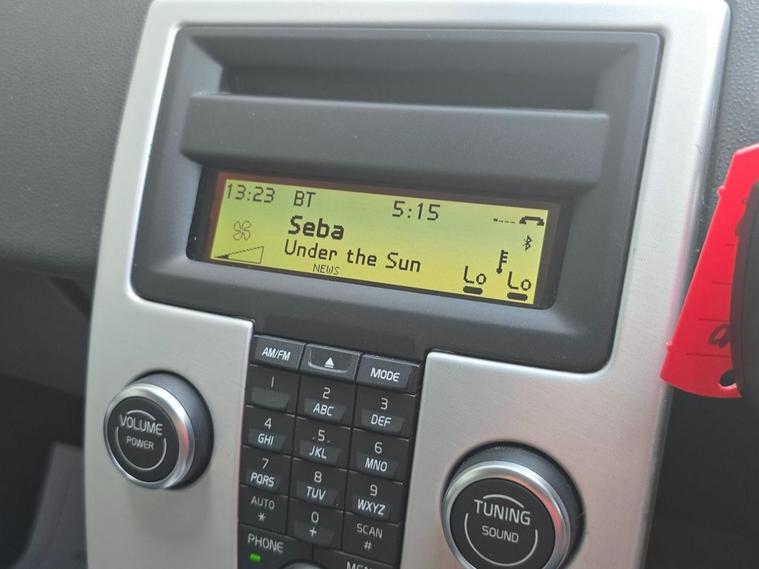 13:23 BT 5:15
Seba
Under the Sun
NEWS
Lo Lo
AM/FM MODE
1 2 ABC 3 DEF
4 GHI 5 JKL 6 MNO
7 PQRS 8 TUV 9 WXYZ
AUTO * 0 + SCAN #
PHONE
VOLUME
POWER
TUNING
SOUND